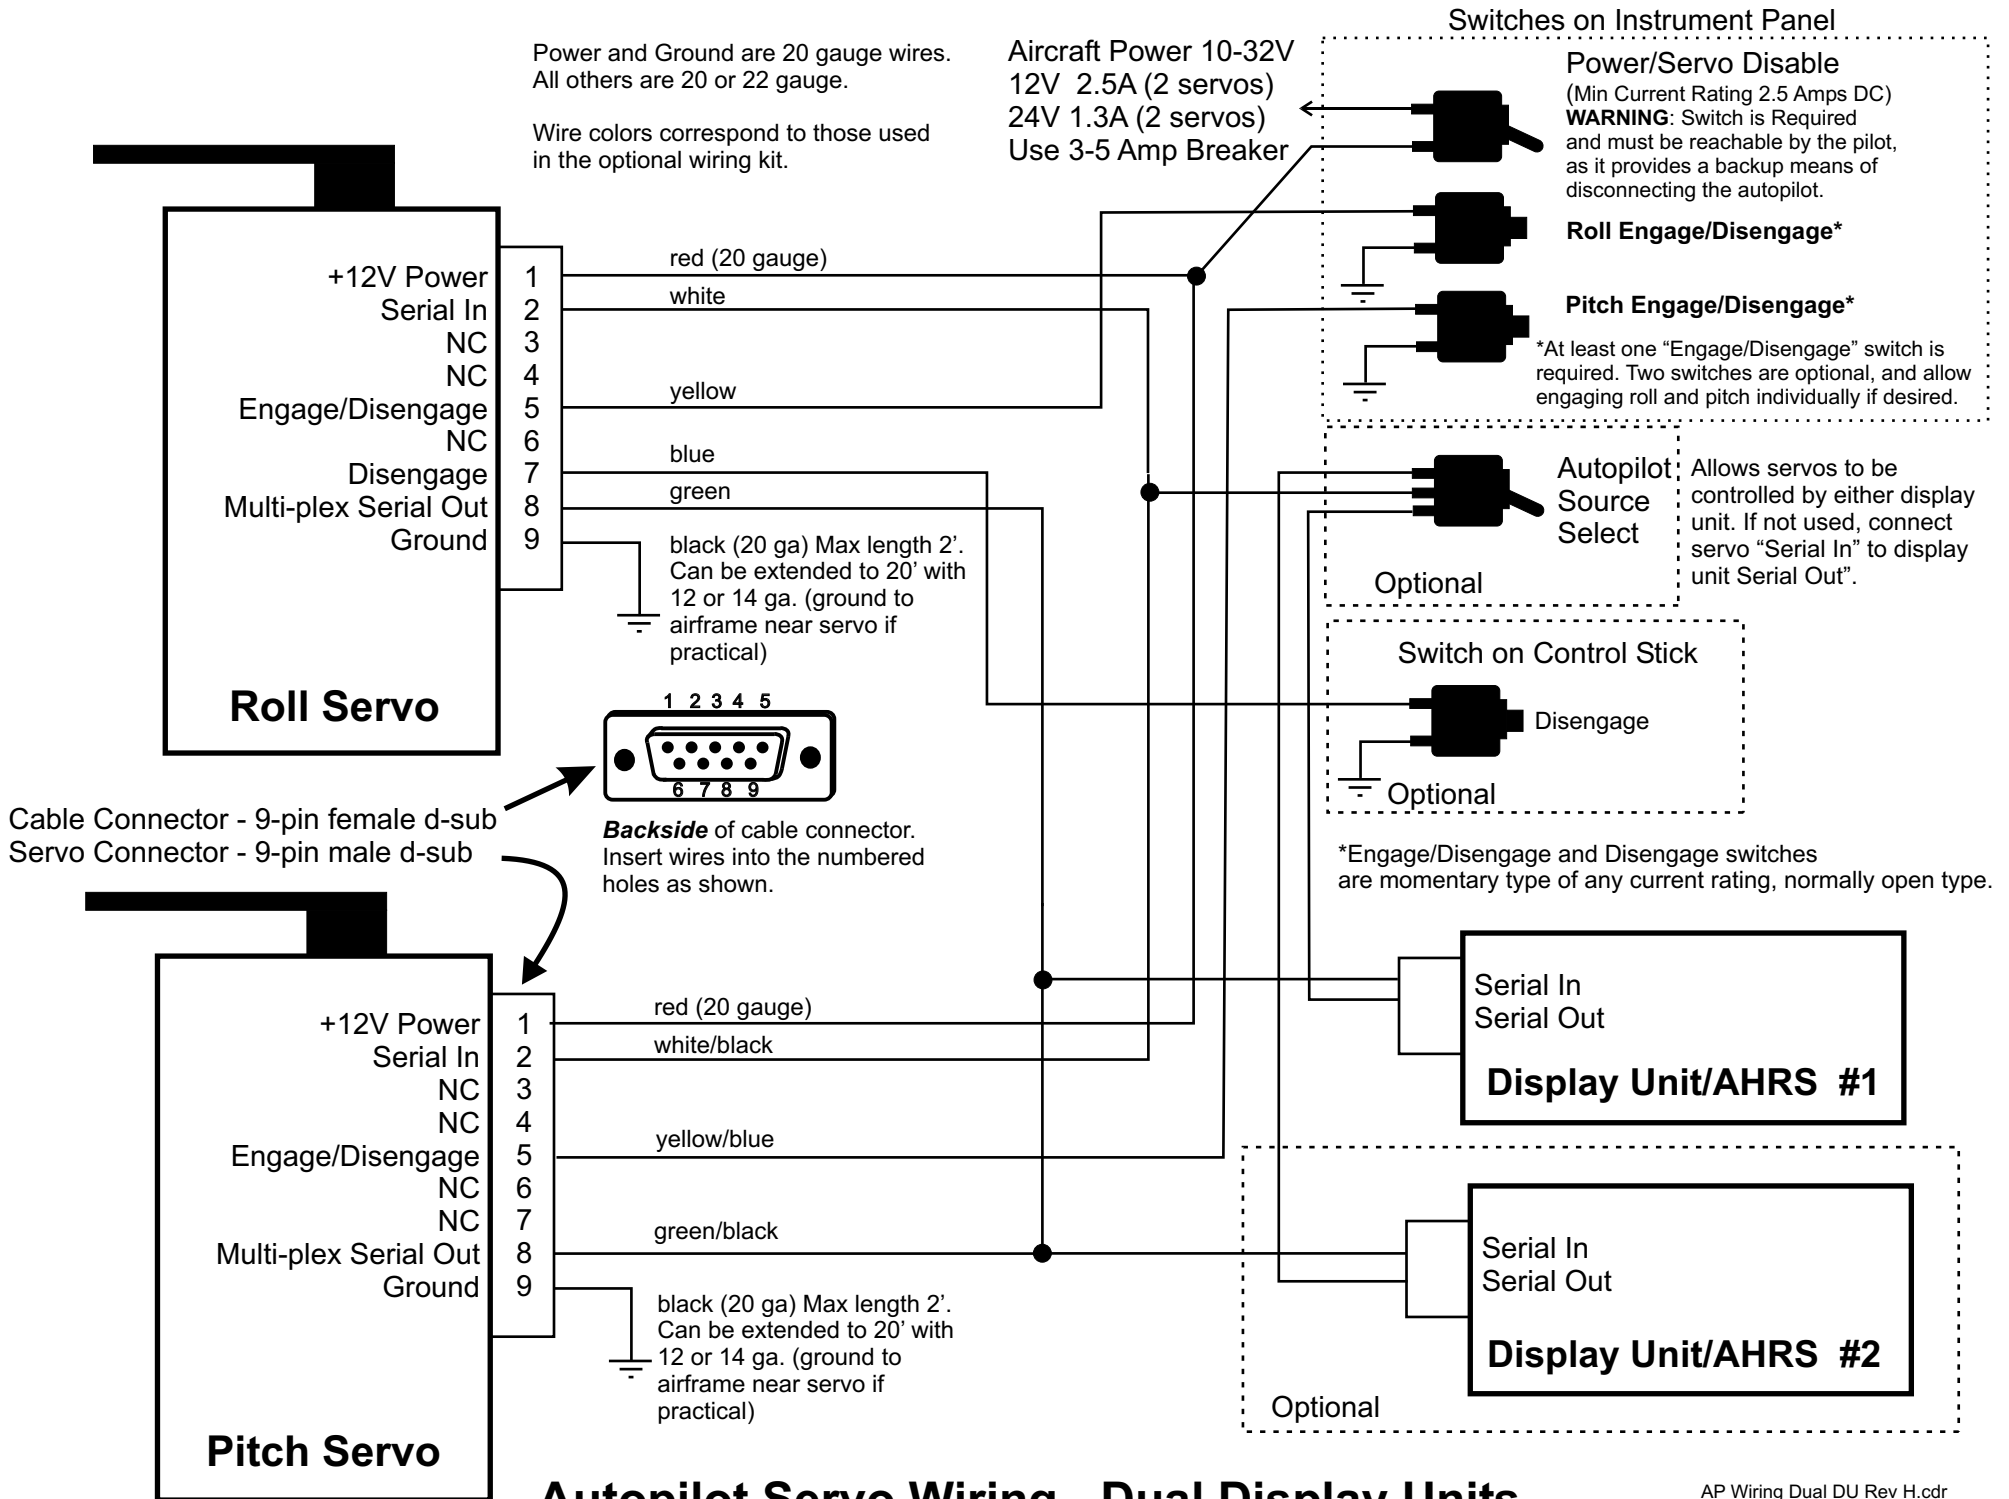 Switches on Instrument Panel
Power and Ground are 20 gauge wires.
All others are 20 or 22 gauge.
Wire colors correspond to those used
in the optional wiring kit.
Aircraft Power 10-32V
12V  2.5A (2 servos)
24V 1.3A (2 servos)
Use 3-5 Amp Breaker
Power/Servo Disable
(Min Current Rating 2.5 Amps DC)
WARNING: Switch is Required
and must be reachable by the pilot,
as it provides a backup means of
disconnecting the autopilot.
Roll Engage/Disengage*
Pitch Engage/Disengage*
*At least one “Engage/Disengage” switch is
required. Two switches are optional, and allow
engaging roll and pitch individually if desired.
+12V Power 1 red (20 gauge)
Serial In 2 white
NC 3
NC 4
Engage/Disengage 5 yellow
NC 6
Disengage 7 blue
Multi-plex Serial Out 8 green
Ground 9
black (20 ga) Max length 2’.
Can be extended to 20’ with
12 or 14 ga. (ground to
airframe near servo if
practical)
Roll Servo
Autopilot
Source
Select
Optional
Allows servos to be
controlled by either display
unit. If not used, connect
servo “Serial In” to display
unit Serial Out”.
Switch on Control Stick
Disengage
Optional
1 2 3 4 5
6 7 8 9
Cable Connector - 9-pin female d-sub
Servo Connector - 9-pin male d-sub
Backside of cable connector.
Insert wires into the numbered
holes as shown.
*Engage/Disengage and Disengage switches
are momentary type of any current rating, normally open type.
+12V Power 1 red (20 gauge)
Serial In 2 white/black
NC 3
NC 4
Engage/Disengage 5 yellow/blue
NC 6
NC 7
Multi-plex Serial Out 8 green/black
Ground 9
black (20 ga) Max length 2’.
Can be extended to 20’ with
12 or 14 ga. (ground to
airframe near servo if
practical)
Pitch Servo
Serial In
Serial Out
Display Unit/AHRS  #1
Serial In
Serial Out
Display Unit/AHRS  #2
Optional
Autopilot Servo Wiring - Dual Display Units
AP Wiring Dual DU Rev H.cdr